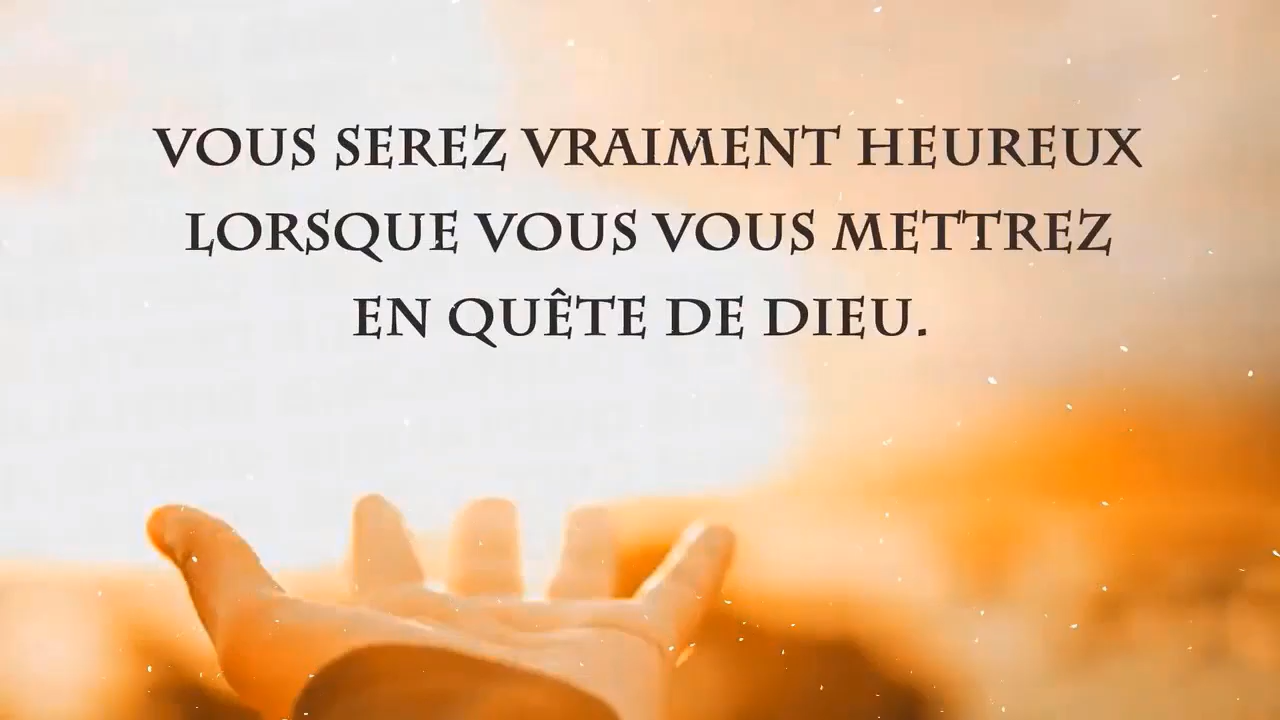 VOUS SEREZ VRAIMENT HEUREUX
LORSQUE VOUS VOUS METTREZ
EN QUÊTE DE DIEU.